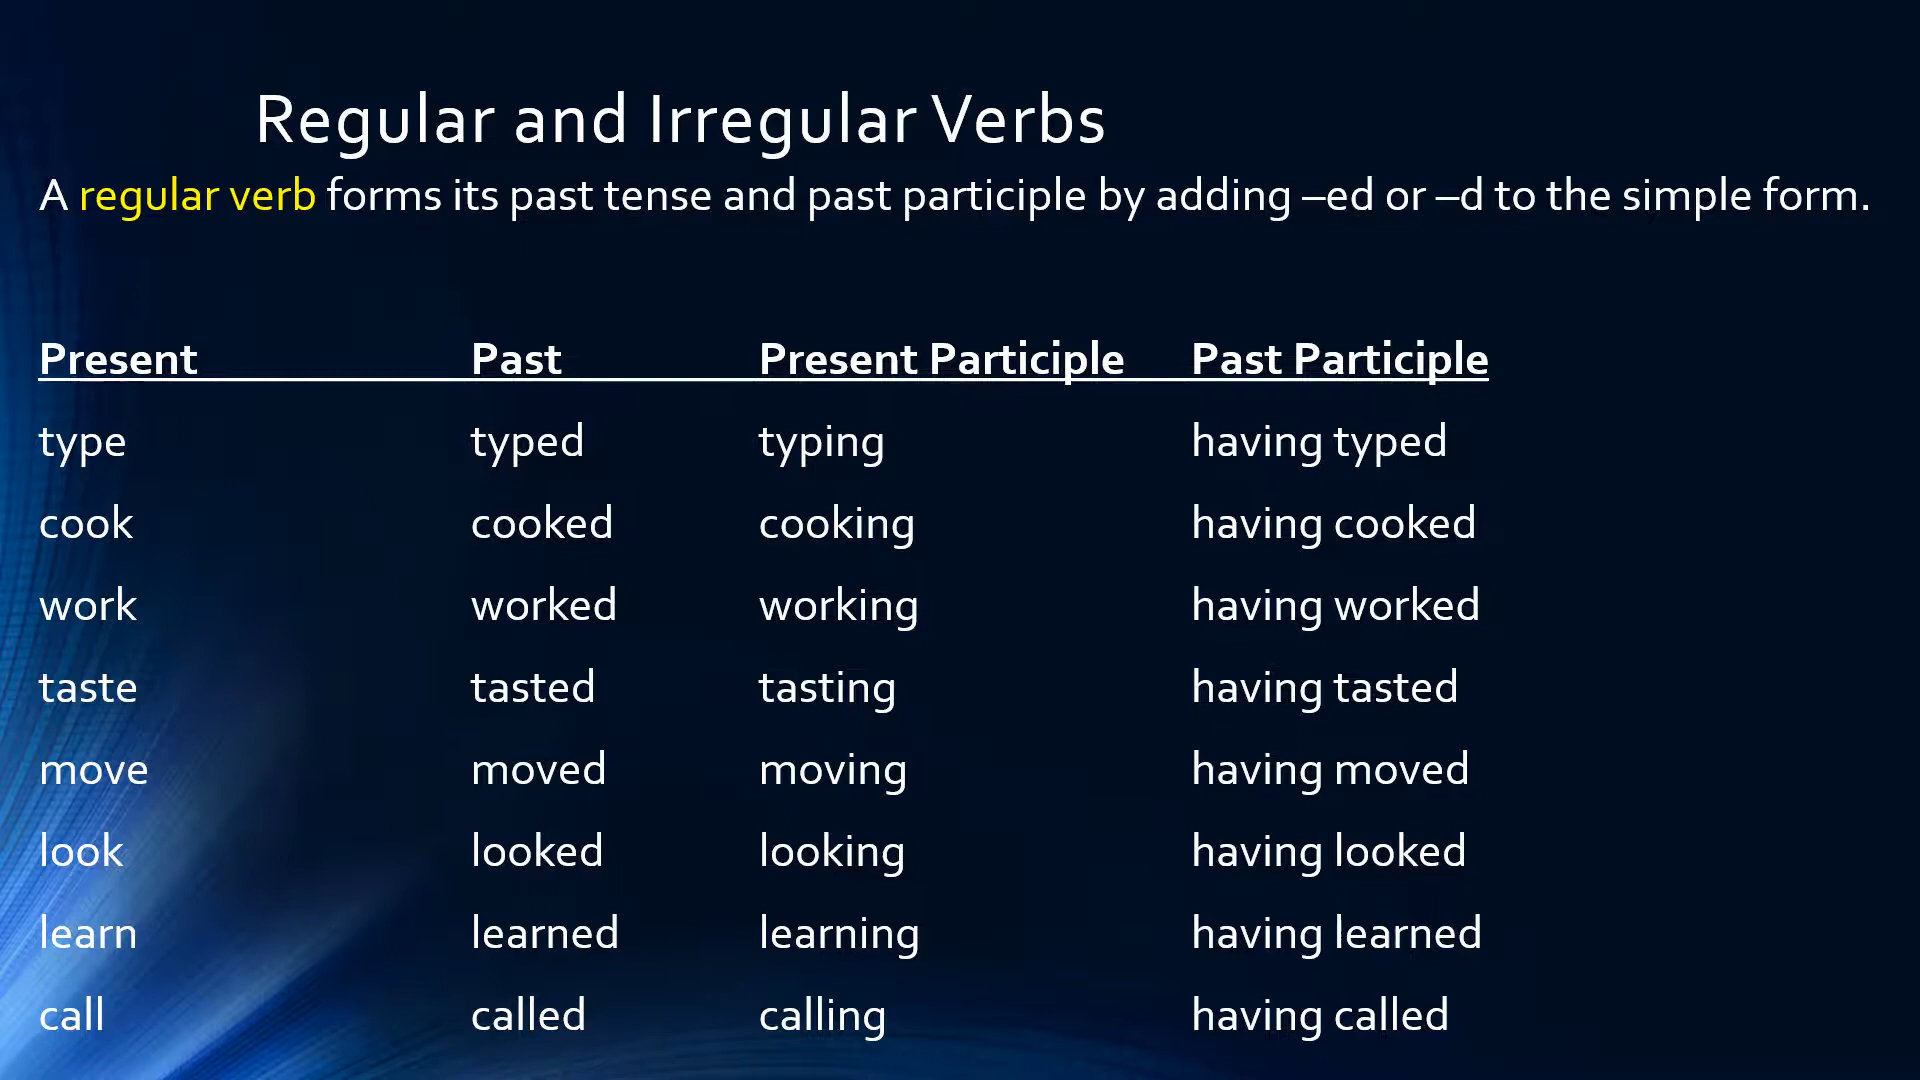 Regular and Irregular Verbs
A regular verb forms its past tense and past participle by adding –ed or –d to the simple form.
Present Past Present Participle Past Participle
type typed typing having typed
cook cooked cooking having cooked
work worked working having worked
taste tasted tasting having tasted
move moved moving having moved
look looked looking having looked
learn learned learning having learned
call called calling having called